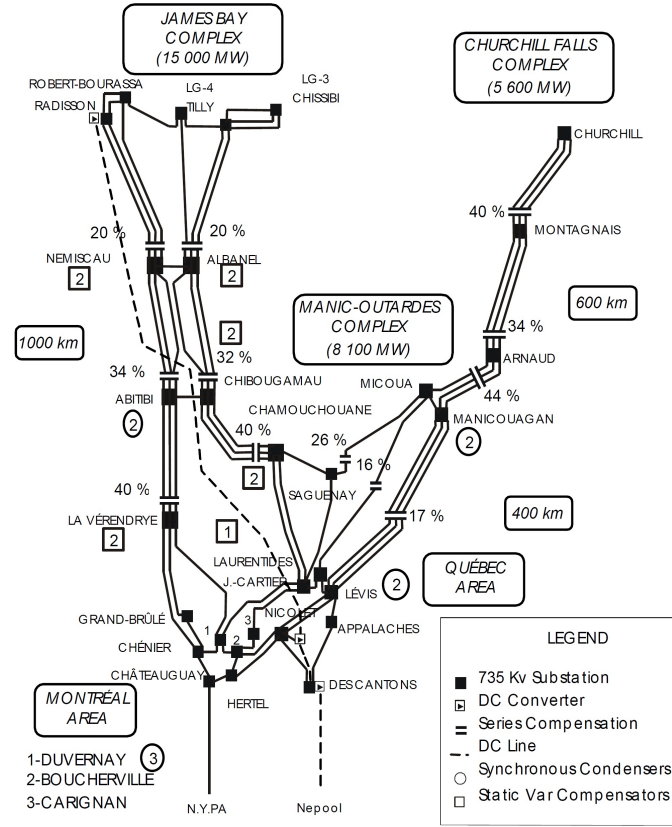 JAMES BAY
COMPLEX
(15 000 MW)
CHURCHILL FALLS
COMPLEX
(5 600 MW)
ROBERT-BOURASSA
RADISSON
LG-4
TILLY
LG-3
CHISSIBI
CHURCHILL
40 %
MONTAGNAIS
20 %
20 %
NEMISCAU
ALBANEL
2
2
MANIC-OUTARDES
COMPLEX
(8 100 MW)
600 km
1000 km
2
34 %
32 %
34 %
ARNAUD
CHIBOUGAMAU
MICOUA
44 %
ABITIBI
CHAMOUCHOUANE
MANICOUAGAN
2
40 %
26 %
2
16 %
40 %
2
SAGUENAY
400 km
17 %
LA VÉRENDRYE
2
1
LAURENTIDES
J.-CARTIER
LÉVIS
2
QUÉBEC
AREA
GRAND-BRÛLÉ
NICOLET
APPALACHES
1
2
3
CHÉNIER
CHÂTEAUGUAY
HERTEL
DES CANTONS
MONTRÉAL
AREA
1-DUVERNAY
3
2-BOUCHERVILLE
3-CARIGNAN
N.Y.PA
Nepool
LEGEND
735 Kv Substation
DC Converter
Series Compensation
DC Line
Synchronous Condensers
Static Var Compensators